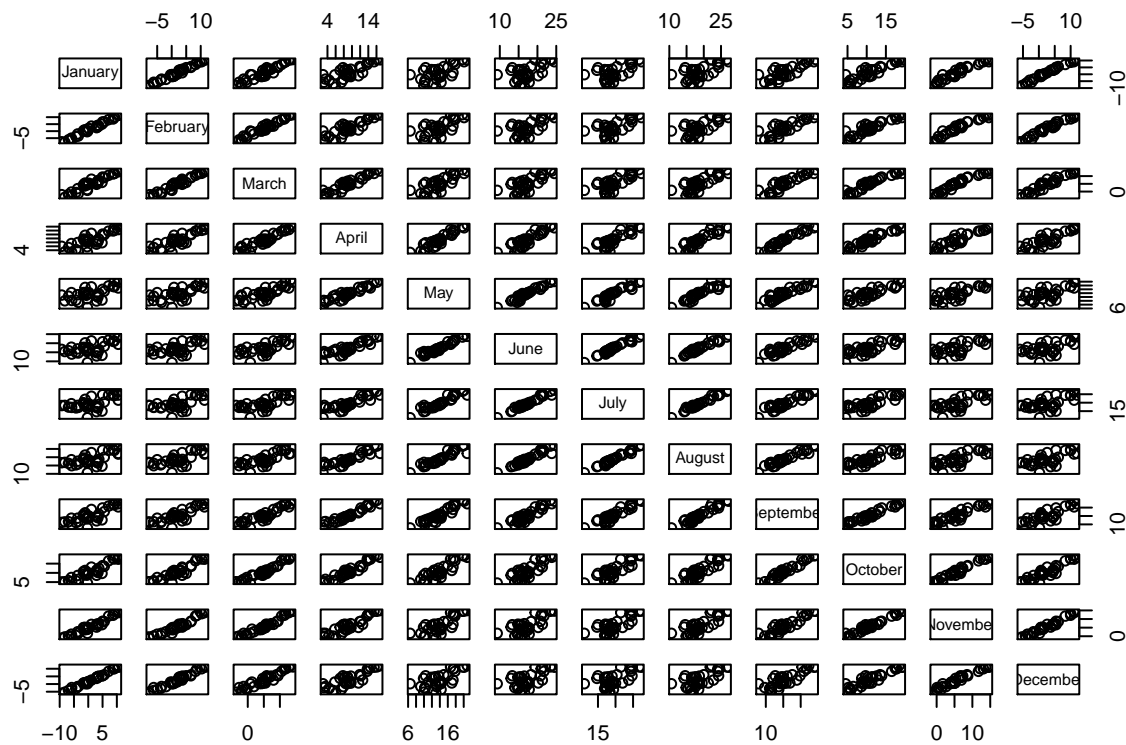 -5 10 4 14 10 25 10 25 5 15 -5 10
January -10
-5 February
March 0
4 April
May 6
10 June
July 15
10 August
eptembe 10
5 October
Novembe 0
-5 Decembe
-10 5 0 6 16 15 10 0 10